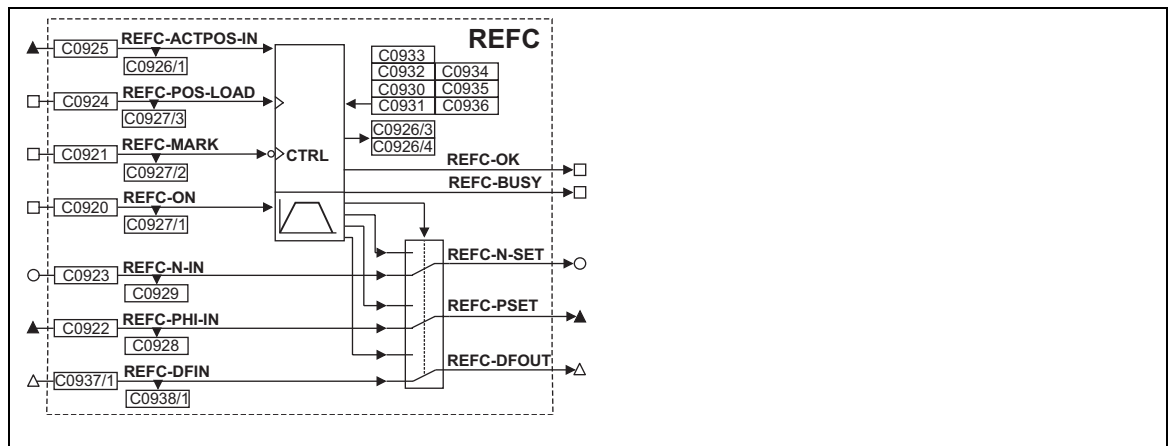 REFC
C0925 REFC-ACTPOS-IN
C0926/1
C0924 REFC-POS-LOAD
C0927/3
C0921 REFC-MARK
C0927/2
C0920 REFC-ON
C0927/1
C0923 REFC-N-IN
C0929
C0922 REFC-PHI-IN
C0928
C0937/1 REFC-DFIN
C0938/1
CTRL
C0933
C0932 C0934
C0930 C0935
C0931 C0936
C0926/3
C0926/4
REFC-OK
REFC-BUSY
REFC-N-SET
REFC-PSET
REFC-DFOUT